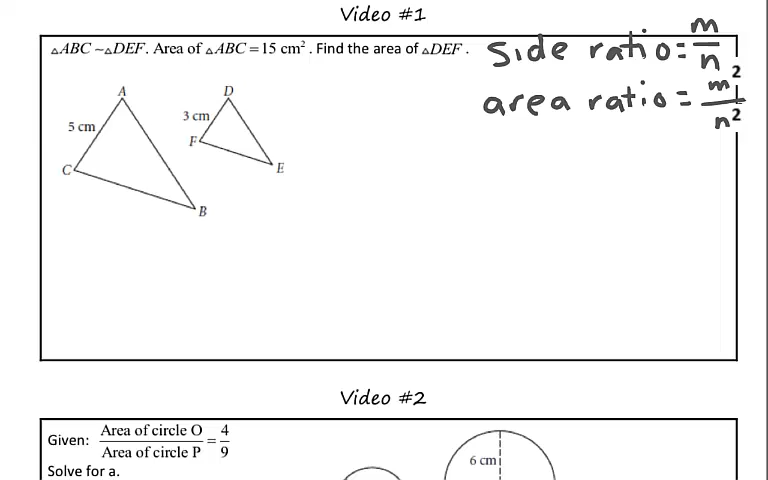 Video #1
△ABC ~ △DEF. Area of △ABC = 15 cm². Find the area of △DEF.
side ratio = m/n
area ratio = m²/n²
A
D
5 cm
3 cm
F
C
E
B
Video #2
Given: Area of circle O / Area of circle P = 4/9
6 cm
Solve for a.